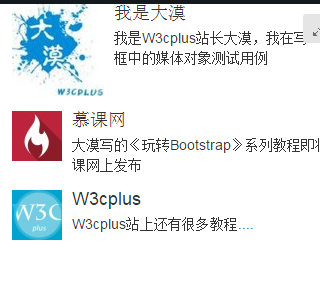 大漠
W3CPLUS
我是大漠
我是W3cplus站长大漠，我在写
框中的媒体对象测试用例
慕课网
大漠写的《玩转Bootstrap》系列教程即
课网上发布
W3C
plus
W3cplus
W3cplus站上还有很多教程....